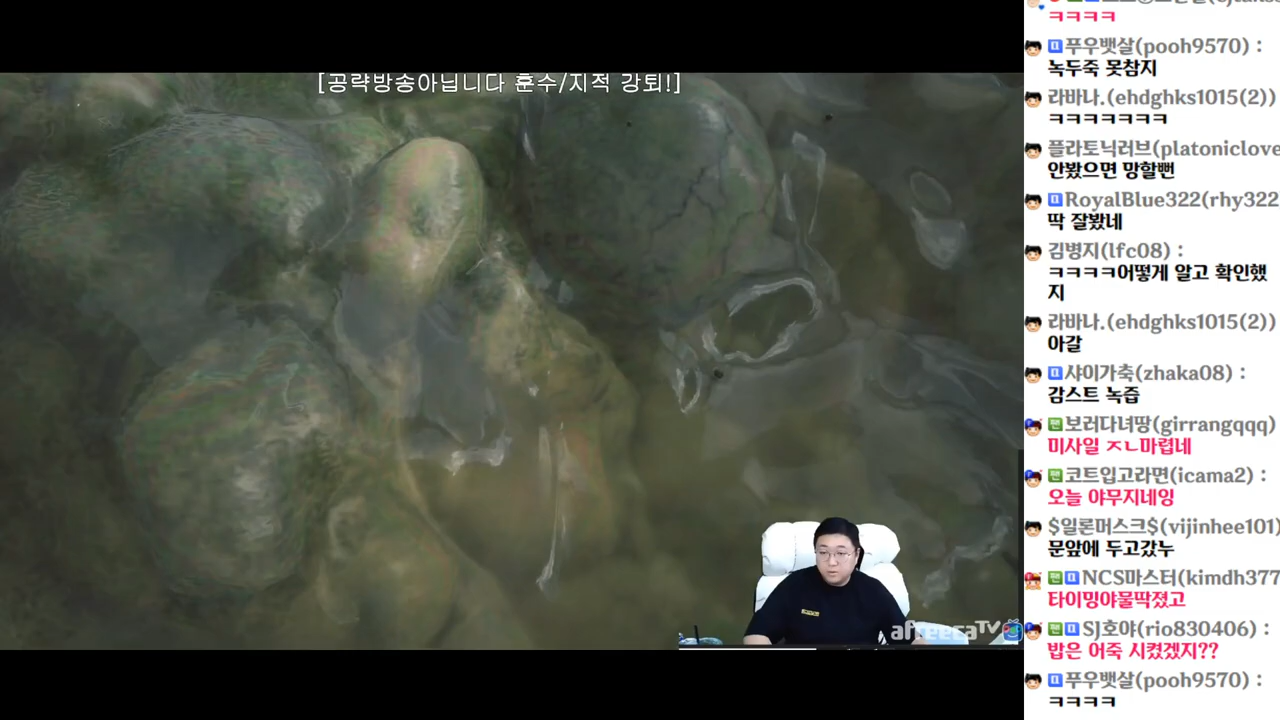 [공략방송아닙니다 훈수/지적 강퇴!]
ㅋㅋㅋㅋ
푸우뱃살(pooh9570) :
녹두죽 못참지
라바나.(ehdghks1015(2))
ㅋㅋㅋㅋㅋㅋㅋ
플라토닉러브(platoniclove
안봤으면 망할뻔
RoyalBlue322(rhy322
딱 잘봤네
김병지(lfc08) :
ㅋㅋㅋㅋ어떻게 알고 확인했
지
라바나.(ehdghks1015(2))
아갈
샤이가축(zhaka08) :
감스트 녹즙
보러다녀땅(girrangqqq)
미사일 ㅈㄴ마렵네
코트입고라면(icama2) :
오늘 야무지네잉
$일론머스크$(vijinhee101)
문앞에 두고갔누
NCS마스터(kimdh377
타이밍야물딱졌고
SJ호야(rio830406) :
밥은 어죽 시켰겠지??
푸우뱃살(pooh9570) :
ㅋㅋㅋㅋ
afreecaTV